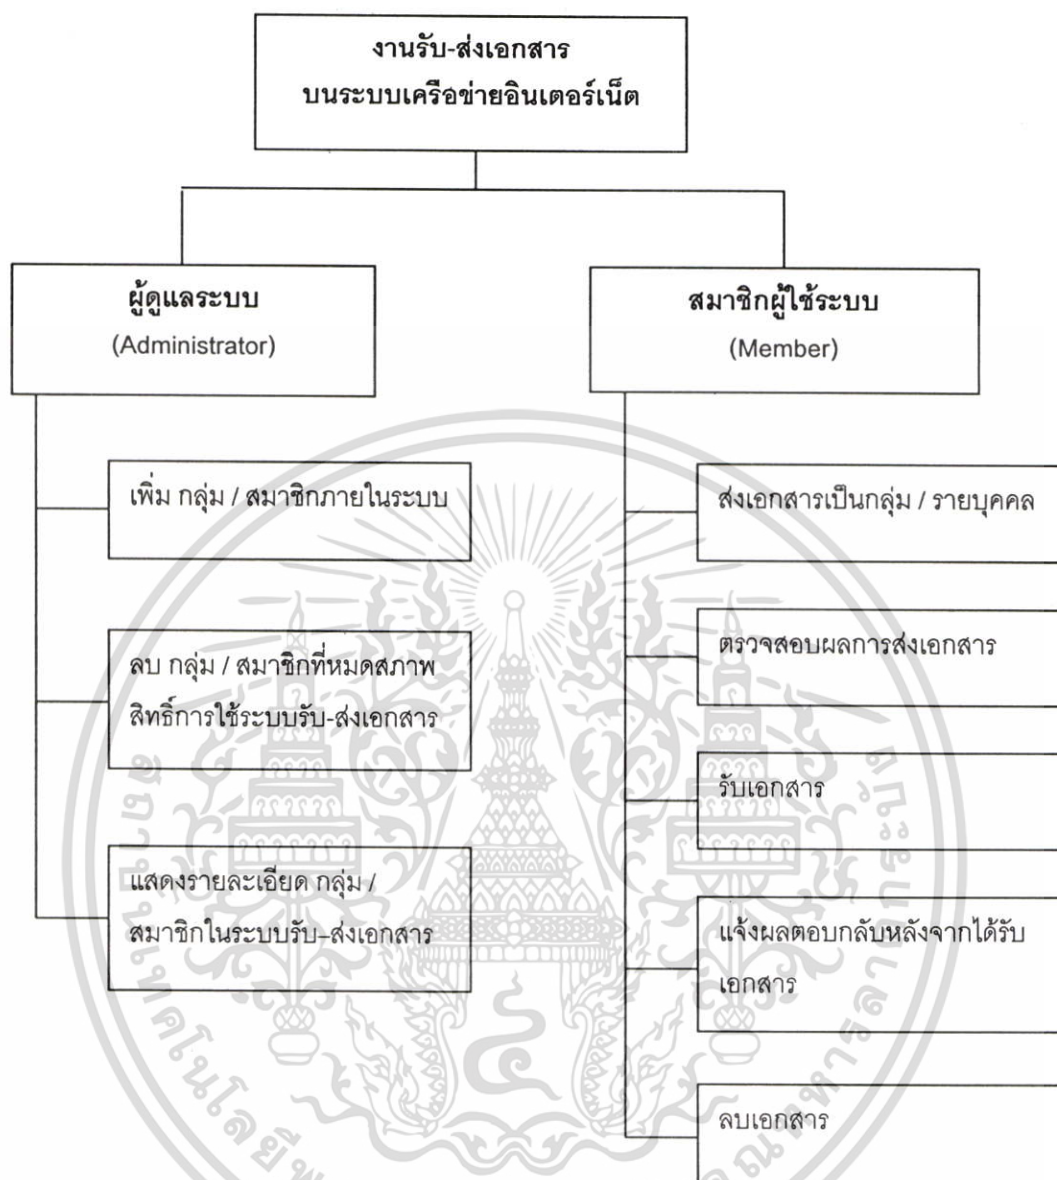 งานรับ-ส่งเอกสาร
บนระบบเครือข่ายอินเตอร์เน็ต
ผู้ดูแลระบบ
(Administrator)
สมาชิกผู้ใช้ระบบ
(Member)
เพิ่ม กลุ่ม / สมาชิกภายในระบบ
ลบ กลุ่ม / สมาชิกที่หมดสภาพ
สิทธิ์การใช้ระบบรับ-ส่งเอกสาร
แสดงรายละเอียด กลุ่ม /
สมาชิกในระบบรับ–ส่งเอกสาร
ส่งเอกสารเป็นกลุ่ม / รายบุคคล
ตรวจสอบผลการส่งเอกสาร
รับเอกสาร
แจ้งผลตอบกลับหลังจากได้รับ
เอกสาร
ลบเอกสาร